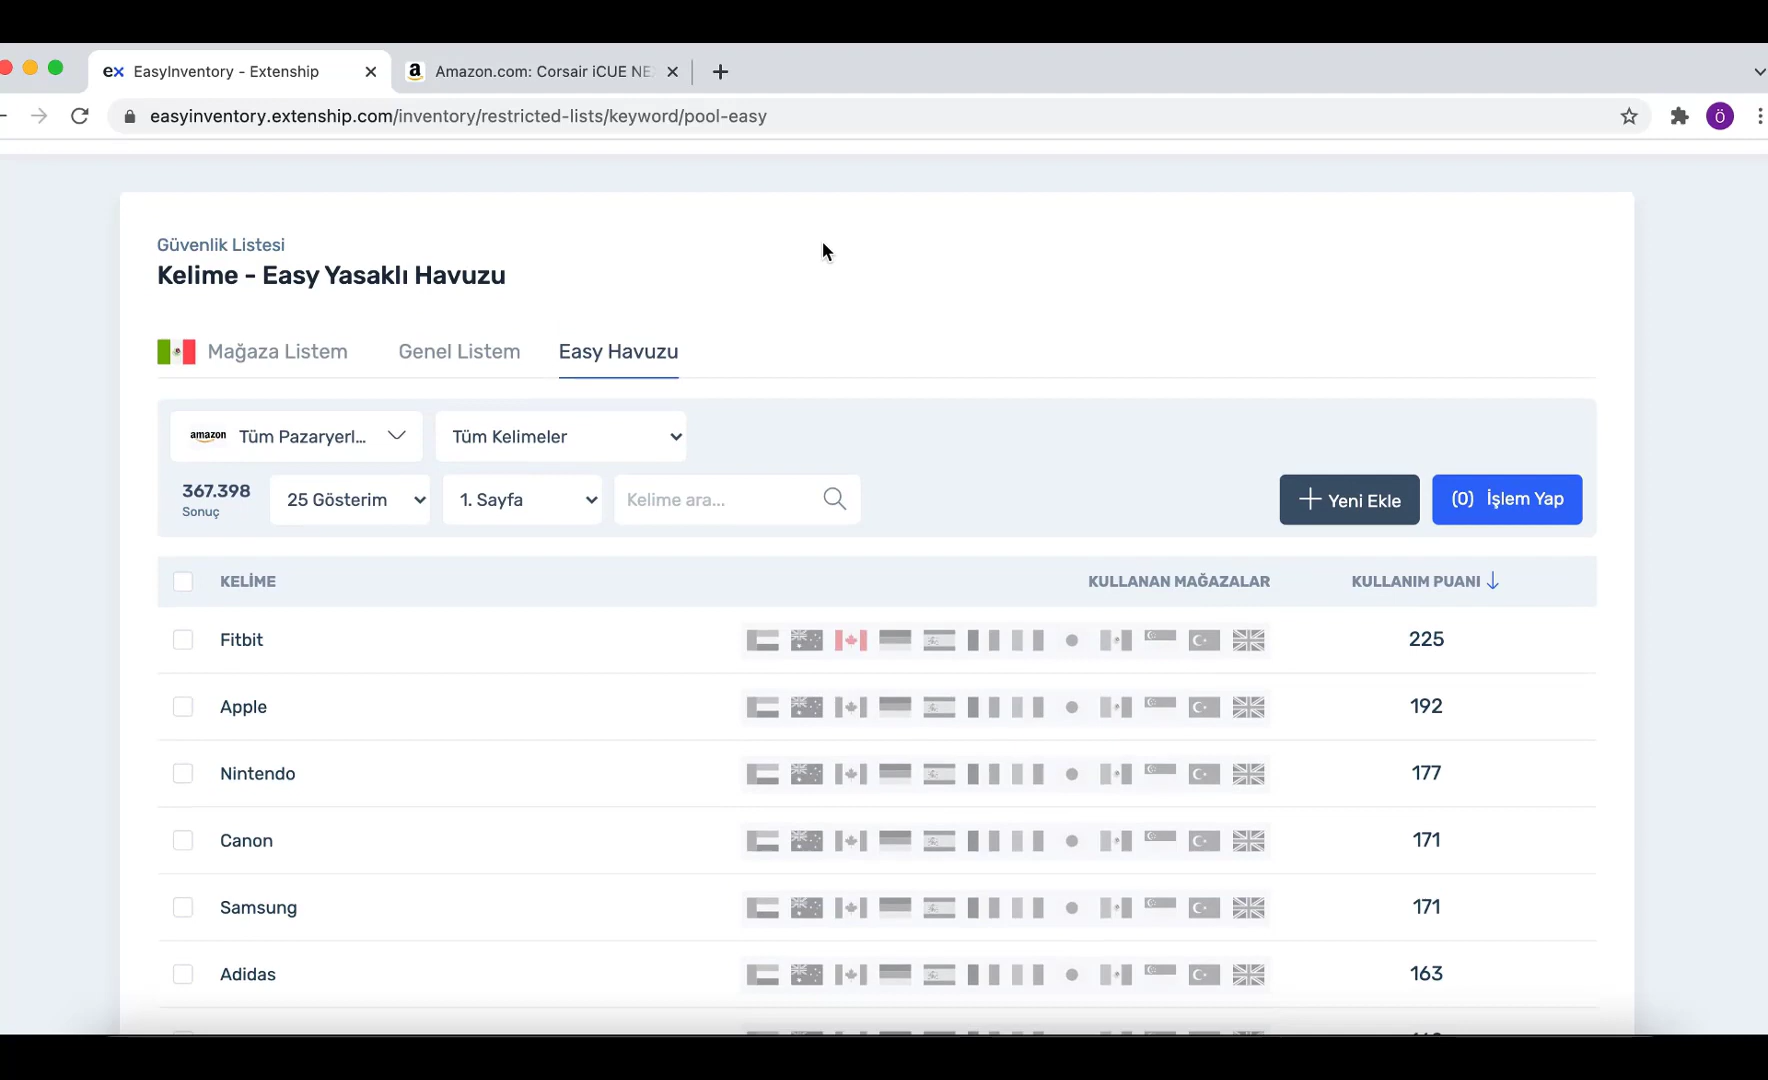 ex EasyInventory - Extenship
a Amazon.com: Corsair iCUE NE
easyinventory.extenship.com/inventory/restricted-lists/keyword/pool-easy
Ö
Güvenlik Listesi
Kelime - Easy Yasaklı Havuzu
Mağaza Listem
Genel Listem
Easy Havuzu
amazon Tüm Pazaryerl...
Tüm Kelimeler
367.398
Sonuç
25 Gösterim
1. Sayfa
Kelime ara...
Yeni Ekle
(0) İşlem Yap
KELİME KULLANAN MAĞAZALAR KULLANIM PUANI
Fitbit 225
Apple 192
Nintendo 177
Canon 171
Samsung 171
Adidas 163